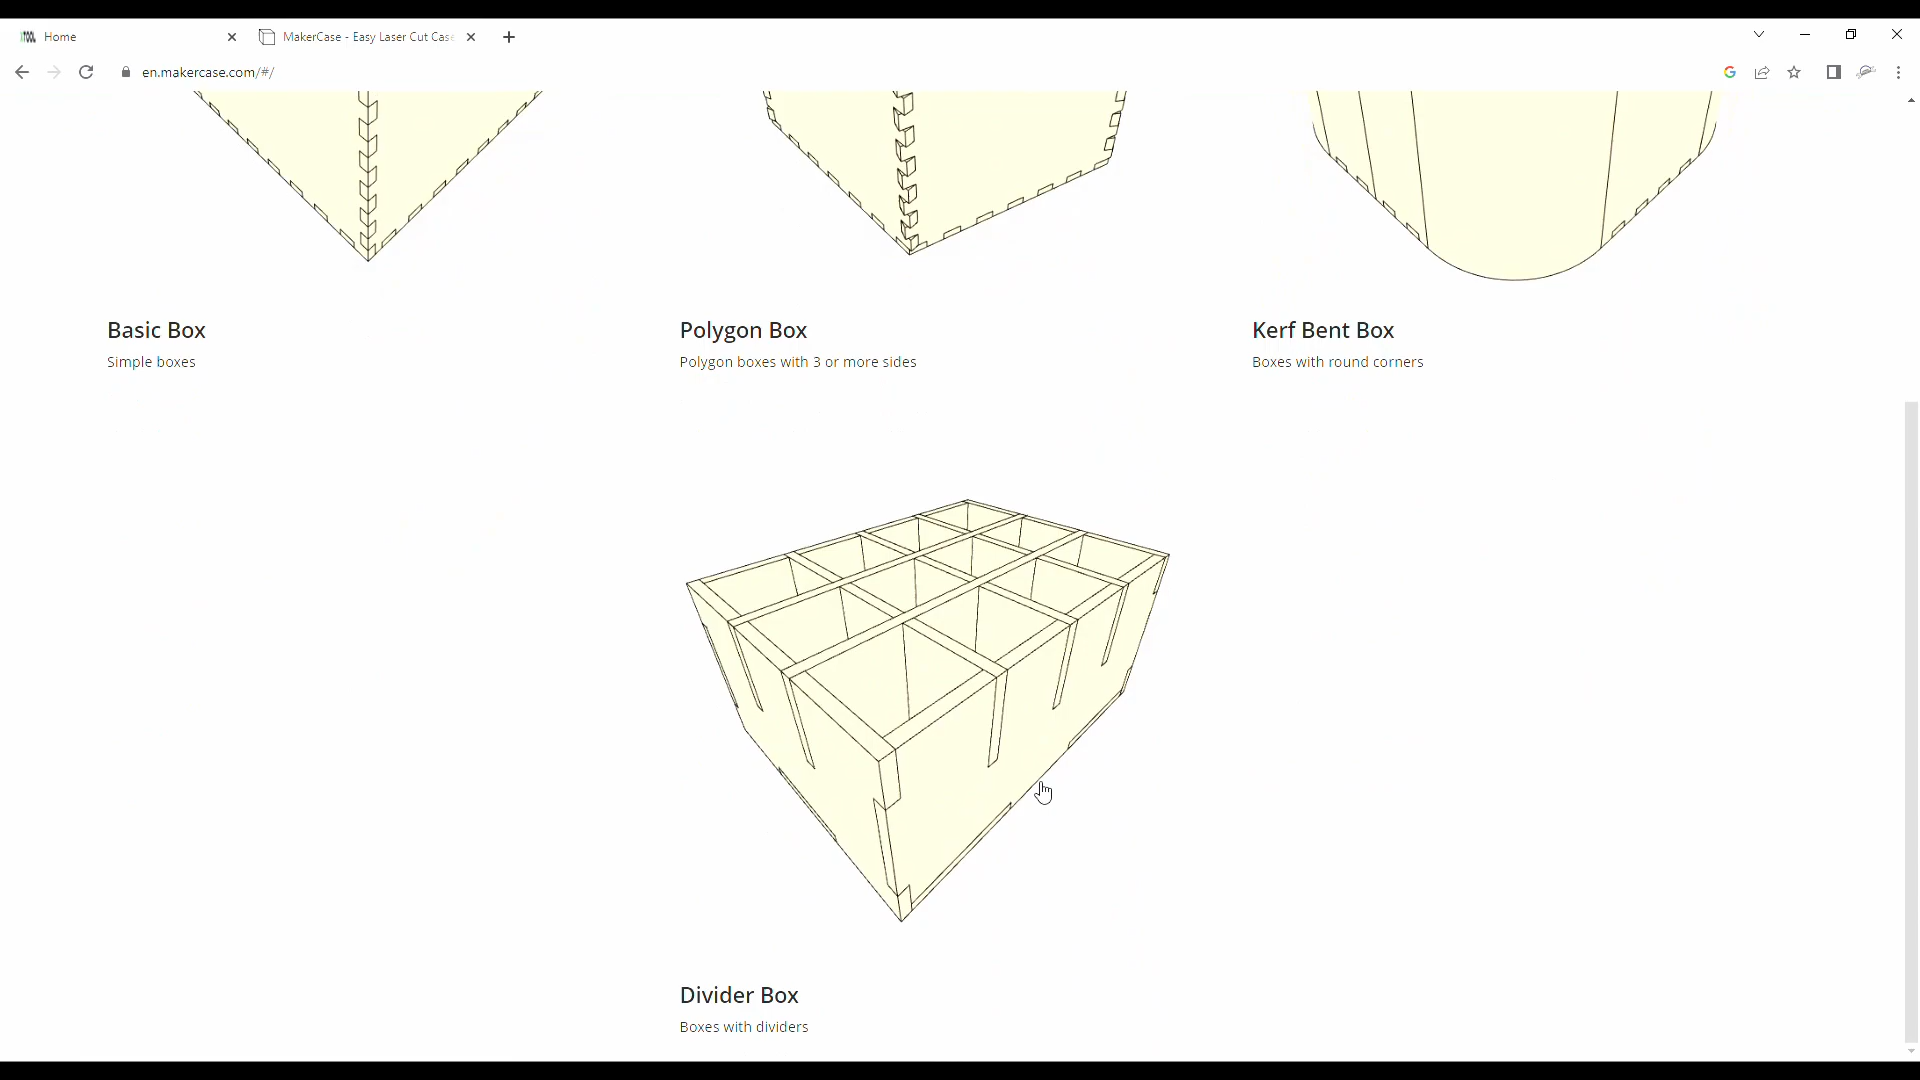 Home
MakerCase - Easy Laser Cut Case
en.makercase.com/#/
Basic Box
Simple boxes
Polygon Box
Polygon boxes with 3 or more sides
Kerf Bent Box
Boxes with round corners
Divider Box
Boxes with dividers